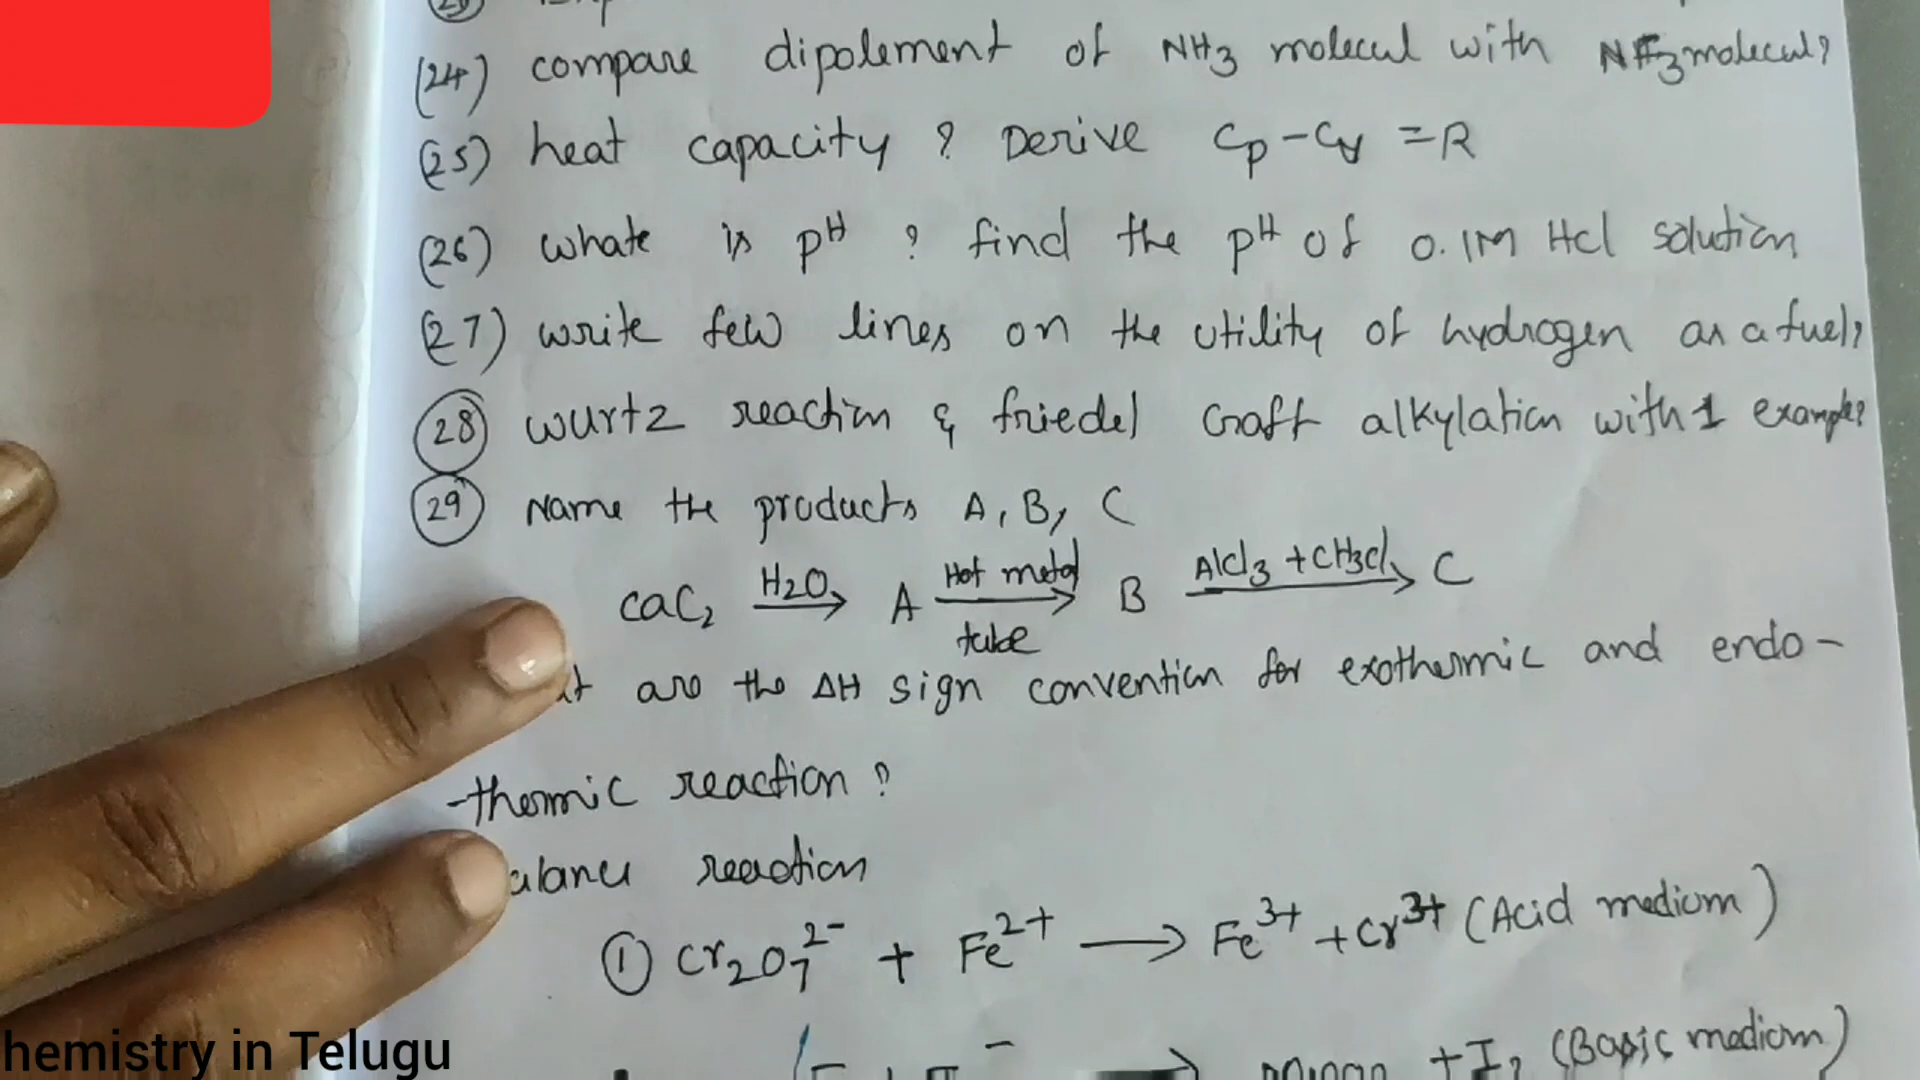 (24) compare dipolement of NH3 molecul with NF3 molecul?
(25) heat capacity ? Derive Cp-Cv =R
(26) whate is pH ? find the pH of 0.1M Hcl solution
(27) write few lines on the utility of hydrogen as a fuel?
(28) wurtz reaction & friedel Craft alkylation with 1 example?
(29) Name the products A, B, C
caC2 H2O→ A Hot metal tube→ B Alcl3 +CH3cl→ C
at are the ΔH sign convention for exothermic and endo-
-thermic reaction ?
alance reaction
① Cr2O7 2- + Fe2+ → Fe3+ +Cr3+ (Acid mediom)
+I2 (Basic mediom)
hemistry in Telugu